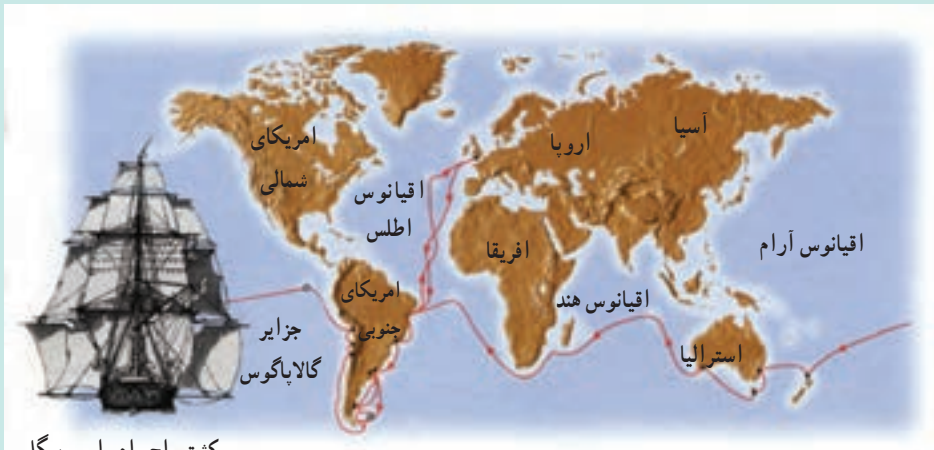 آسیا
اروپا
امریکای
شمالی
اقیانوس
اطلس
اقیانوس آرام
افریقا
امریکای
جنوبی
اقیانوس هند
جزایر
گالاپاگوس
استرالیا